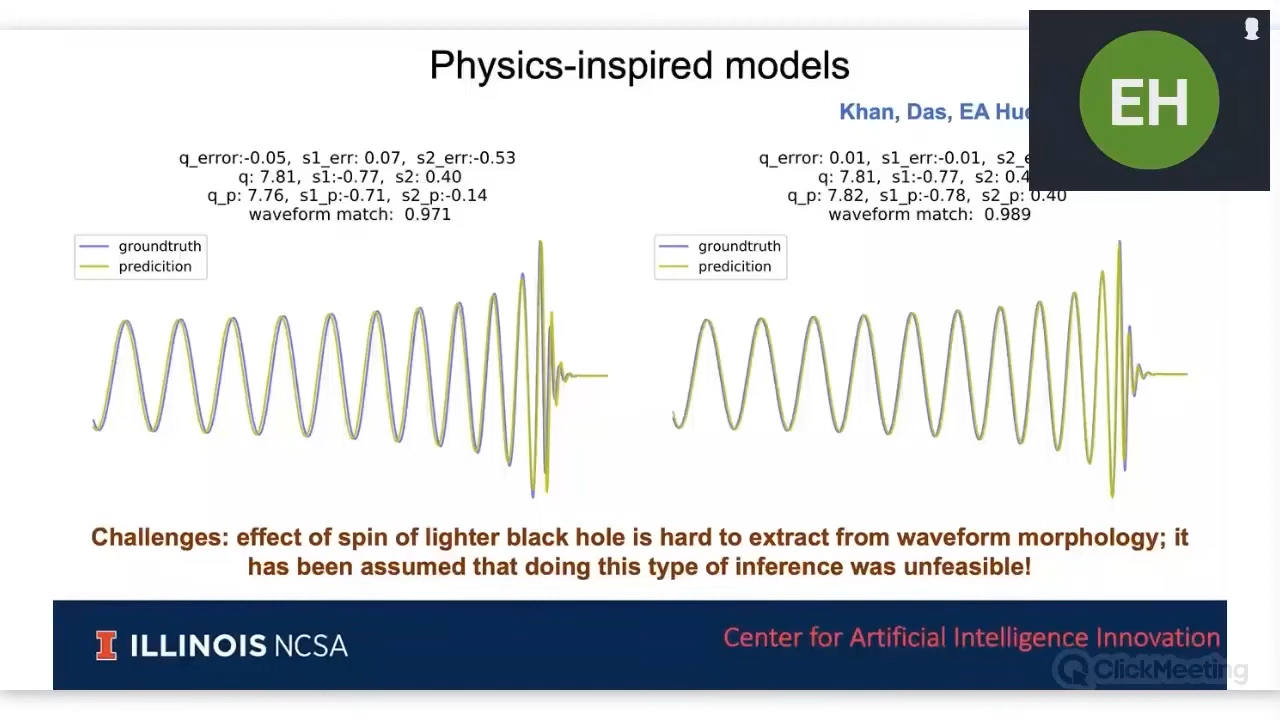 Physics-inspired models
Khan, Das, EA
EH
q_error:-0.05, s1_err: 0.07, s2_err:-0.53
q: 7.81, s1:-0.77, s2: 0.40
q_p: 7.76, s1_p:-0.71, s2_p:-0.14
waveform match: 0.971
groundtruth
predicition
q_error: 0.01, s1_err:-0.01,
q: 7.81, s1:-0.77, s2:
q_p: 7.82, s1_p:-0.78, s2_p: 0.40
waveform match: 0.989
groundtruth
predicition
Challenges: effect of spin of lighter black hole is hard to extract from waveform morphology; it
has been assumed that doing this type of inference was unfeasible!
I ILLINOIS NCSA
Center for Artificial Intelligence Innovation
ClickMeeting